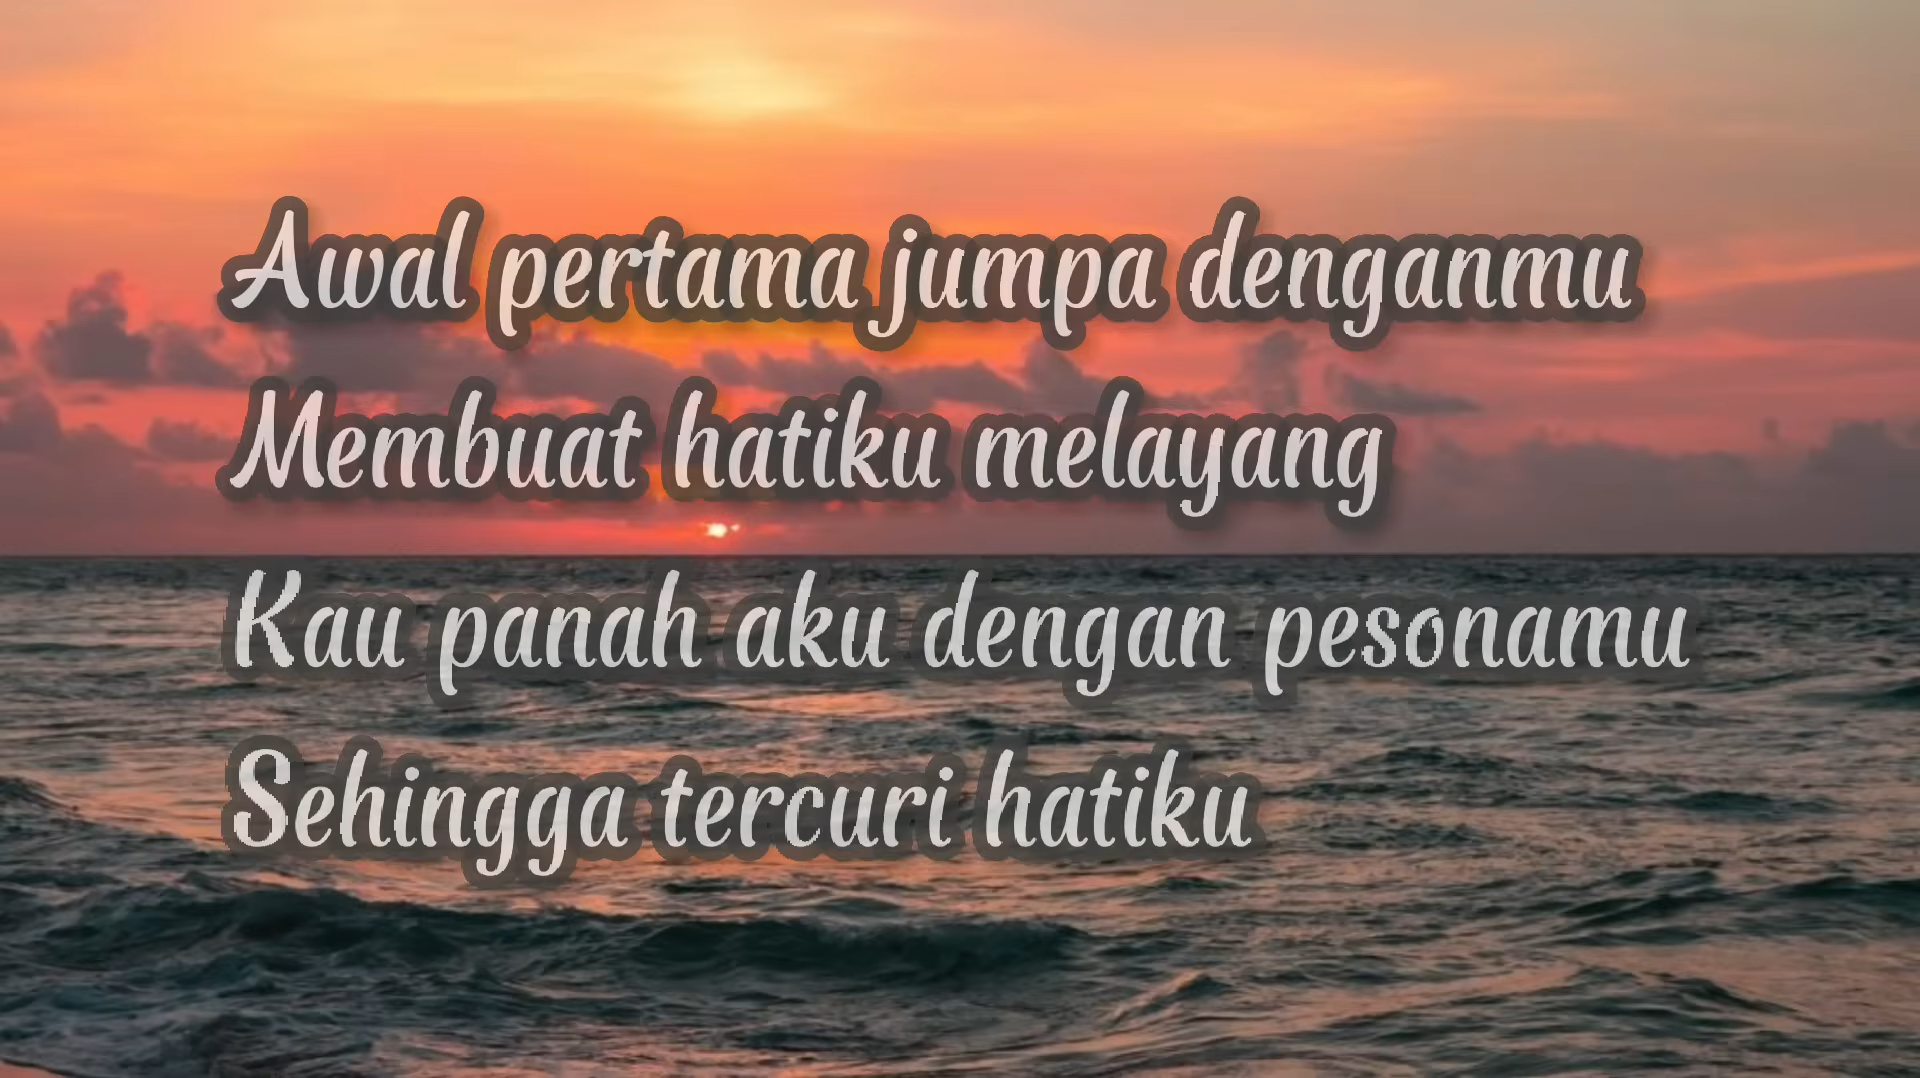 Awal pertama jumpa denganmu
Membuat hatiku melayang
Kau panah aku dengan pesonamu
Sehingga tercuri hatiku